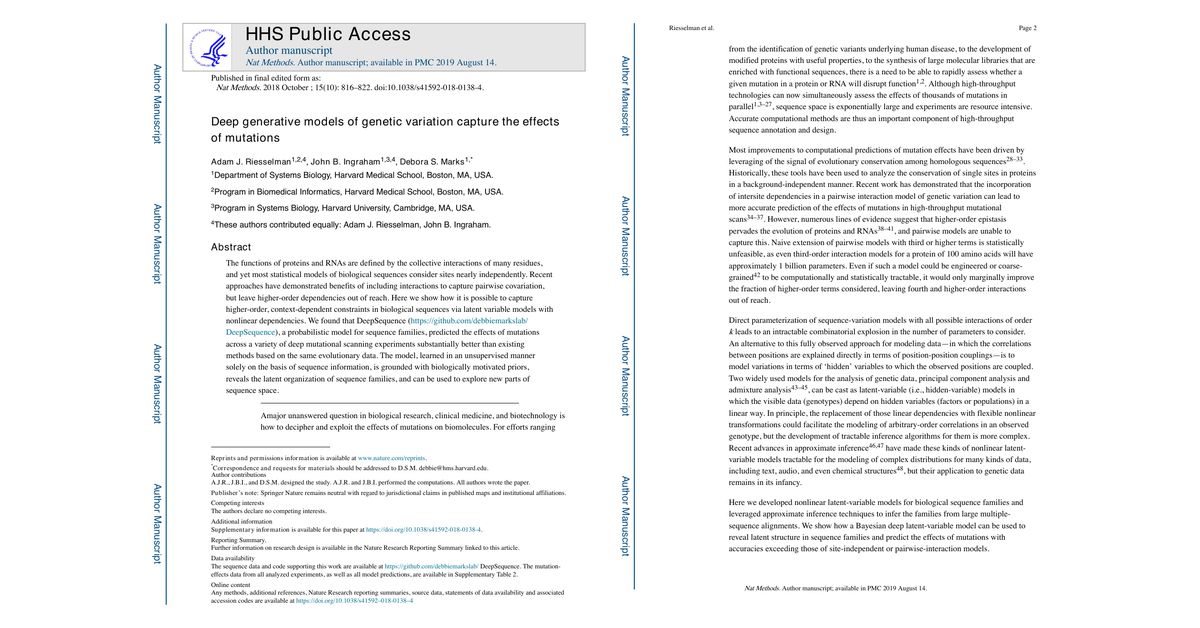 HHS Public Access
Author manuscript
Nat Methods. Author manuscript; available in PMC 2019 August 14.
Published in final edited form as:
Nat Methods. 2018 October ; 15(10): 816–822. doi:10.1038/s41592-018-0138-4.
Deep generative models of genetic variation capture the effects
of mutations
Adam J. Riesselman1,2,4, John B. Ingraham1,3,4, Debora S. Marks1,*
1Department of Systems Biology, Harvard Medical School, Boston, MA, USA.
2Program in Biomedical Informatics, Harvard Medical School, Boston, MA, USA.
3Program in Systems Biology, Harvard University, Cambridge, MA, USA.
4These authors contributed equally: Adam J. Riesselman, John B. Ingraham.
Abstract
The functions of proteins and RNAs are defined by the collective interactions of many residues,
and yet most statistical models of biological sequences consider sites nearly independently. Recent
approaches have demonstrated benefits of including interactions to capture pairwise covariation,
but leave higher-order dependencies out of reach. Here we show how it is possible to capture
higher-order, context-dependent constraints in biological sequences via latent variable models with
nonlinear dependencies. We found that DeepSequence (https://github.com/debbiemarkslab/
DeepSequence), a probabilistic model for sequence families, predicted the effects of mutations
across a variety of deep mutational scanning experiments substantially better than existing
methods based on the same evolutionary data. The model, learned in an unsupervised manner
solely on the basis of sequence information, is grounded with biologically motivated priors,
reveals the latent organization of sequence families, and can be used to explore new parts of
sequence space.
Amajor unanswered question in biological research, clinical medicine, and biotechnology is
how to decipher and exploit the effects of mutations on biomolecules. For efforts ranging
Reprints and permissions information is available at www.nature.com/reprints.
*Correspondence and requests for materials should be addressed to D.S.M. debbie@hms.harvard.edu.
Author contributions
A.J.R., J.B.I., and D.S.M. designed the study. A.J.R. and J.B.I. performed the computations. All authors wrote the paper.
Publisher's note: Springer Nature remains neutral with regard to jurisdictional claims in published maps and institutional affiliations.
Competing interests
The authors declare no competing interests.
Additional information
Supplementary information is available for this paper at https://doi.org/10.1038/s41592-018-0138-4.
Reporting Summary.
Further information on research design is available in the Nature Research Reporting Summary linked to this article.
Data availability
The sequence data and code supporting this work are available at https://github.com/debbiemarkslab/ DeepSequence. The mutation-
effects data from all analyzed experiments, as well as all model predictions, are available in Supplementary Table 2.
Online content
Any methods, additional references, Nature Research reporting summaries, source data, statements of data availability and associated
accession codes are available at https://doi.org/10.1038/s41592–018–0138–4
Author Manuscript
Author Manuscript
Author Manuscript
Author Manuscript
Riesselman et al.
Page 2
from the identification of genetic variants underlying human disease, to the development of
modified proteins with useful properties, to the synthesis of large molecular libraries that are
enriched with functional sequences, there is a need to be able to rapidly assess whether a
given mutation in a protein or RNA will disrupt function1,2. Although high-throughput
technologies can now simultaneously assess the effects of thousands of mutations in
parallel1,3–27, sequence space is exponentially large and experiments are resource intensive.
Accurate computational methods are thus an important component of high-throughput
sequence annotation and design.
Most improvements to computational predictions of mutation effects have been driven by
leveraging of the signal of evolutionary conservation among homologous sequences28–33.
Historically, these tools have been used to analyze the conservation of single sites in proteins
in a background-independent manner. Recent work has demonstrated that the incorporation
of intersite dependencies in a pairwise interaction model of genetic variation can lead to
more accurate prediction of the effects of mutations in high-throughput mutational
scans34–37. However, numerous lines of evidence suggest that higher-order epistasis
pervades the evolution of proteins and RNAs38–41, and pairwise models are unable to
capture this. Naive extension of pairwise models with third or higher terms is statistically
unfeasible, as even third-order interaction models for a protein of 100 amino acids will have
approximately 1 billion parameters. Even if such a model could be engineered or coarse-
grained42 to be computationally and statistically tractable, it would only marginally improve
the fraction of higher-order terms considered, leaving fourth and higher-order interactions
out of reach.
Direct parameterization of sequence-variation models with all possible interactions of order
k leads to an intractable combinatorial explosion in the number of parameters to consider.
An alternative to this fully observed approach for modeling data—in which the correlations
between positions are explained directly in terms of position-position couplings—is to
model variations in terms of 'hidden' variables to which the observed positions are coupled.
Two widely used models for the analysis of genetic data, principal component analysis and
admixture analysis43–45, can be cast as latent-variable (i.e., hidden-variable) models in
which the visible data (genotypes) depend on hidden variables (factors or populations) in a
linear way. In principle, the replacement of those linear dependencies with flexible nonlinear
transformations could facilitate the modeling of arbitrary-order correlations in an observed
genotype, but the development of tractable inference algorithms for them is more complex.
Recent advances in approximate inference46,47 have made these kinds of nonlinear latent-
variable models tractable for the modeling of complex distributions for many kinds of data,
including text, audio, and even chemical structures48, but their application to genetic data
remains in its infancy.
Here we developed nonlinear latent-variable models for biological sequence families and
leveraged approximate inference techniques to infer the families from large multiple-
sequence alignments. We show how a Bayesian deep latent-variable model can be used to
reveal latent structure in sequence families and predict the effects of mutations with
accuracies exceeding those of site-independent or pairwise-interaction models.
Nat Methods. Author manuscript; available in PMC 2019 August 14.
Author Manuscript
Author Manuscript
Author Manuscript
Author Manuscript